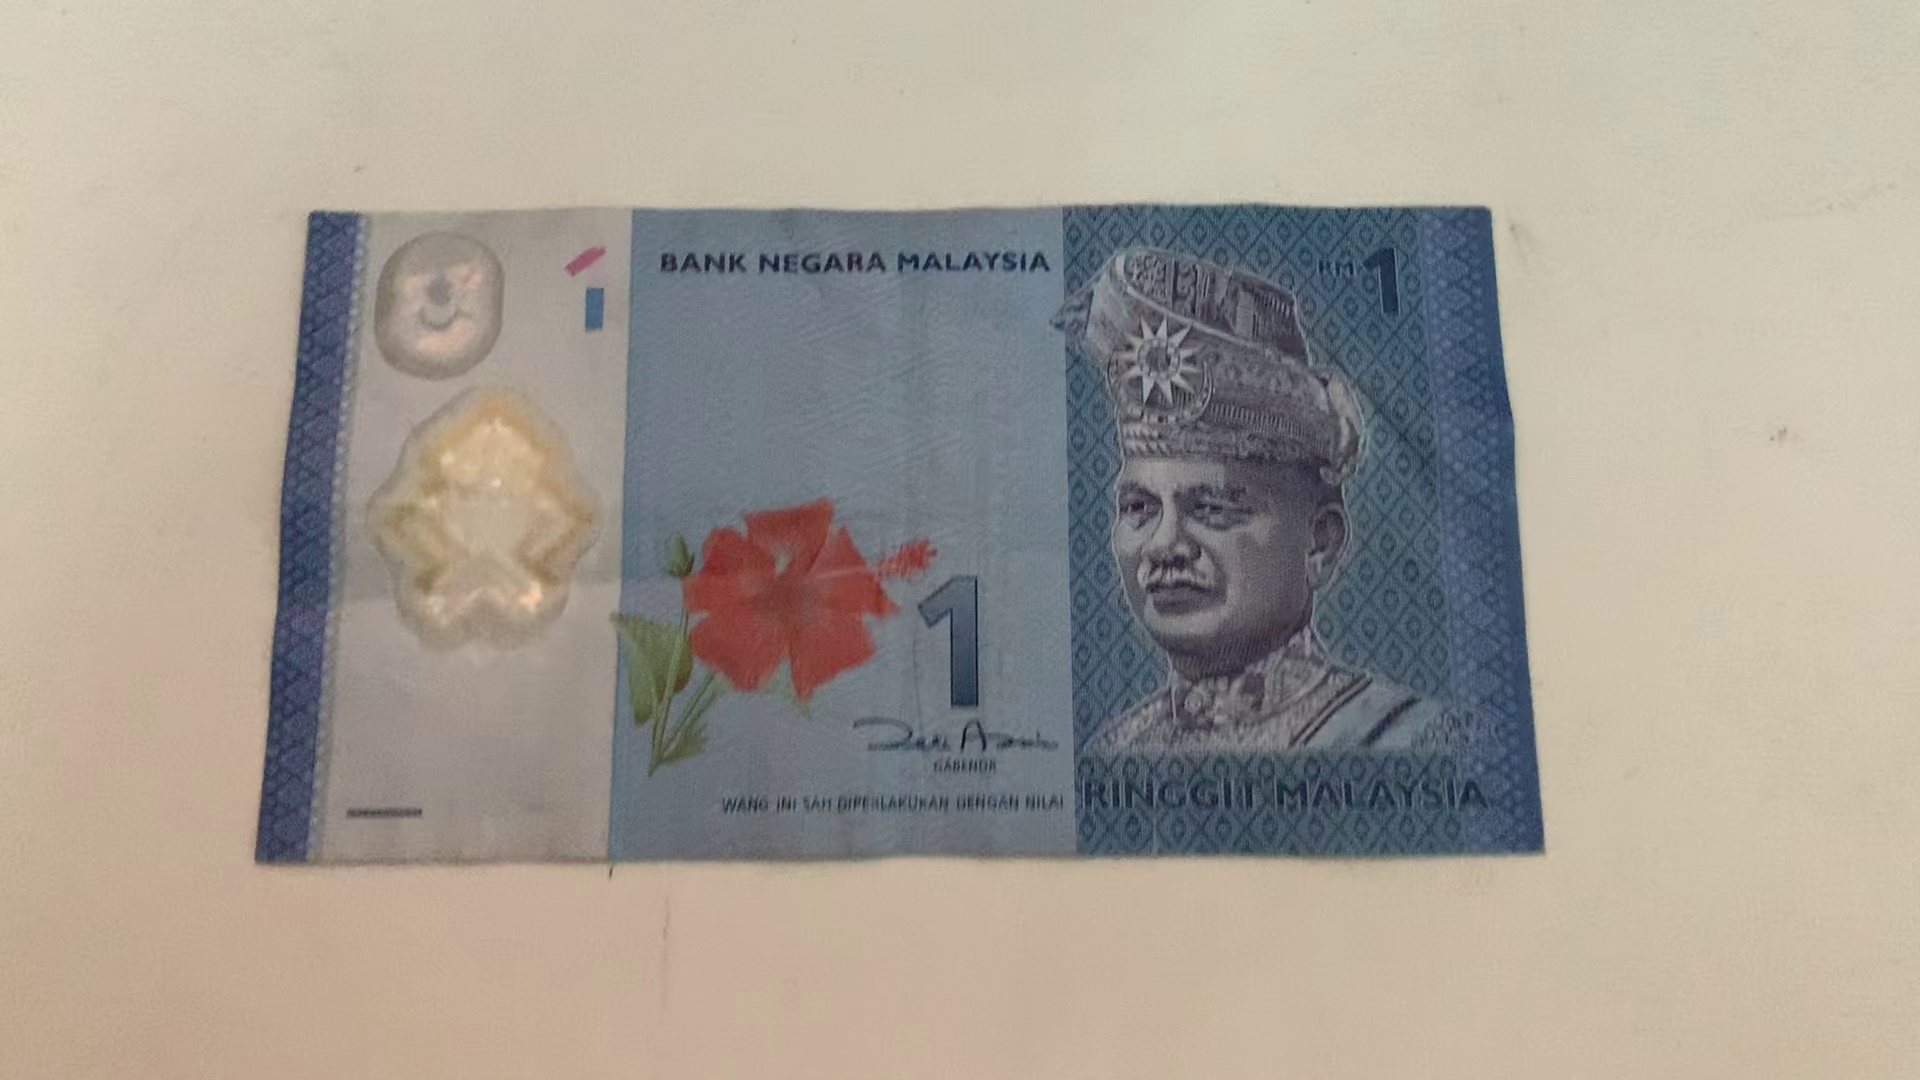 BANK NEGARA MALAYSIA
RM 1
1
GABENOR
WANG INI SAH DIPERLAKUKAN DENGAN NILAI
RINGGIT MALAYSIA